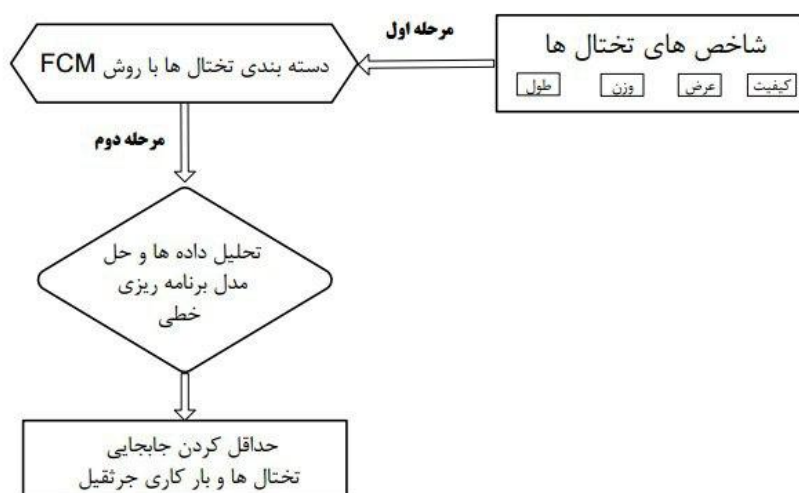 شاخص های تختال ها
کیفیت
عرض
وزن
طول
مرحله اول
دسته بندی تختال ها با روش FCM
مرحله دوم
تحلیل داده ها و حل
مدل برنامه ریزی
خطی
حداقل کردن جابجایی
تختال ها و بار کاری جرثقیل